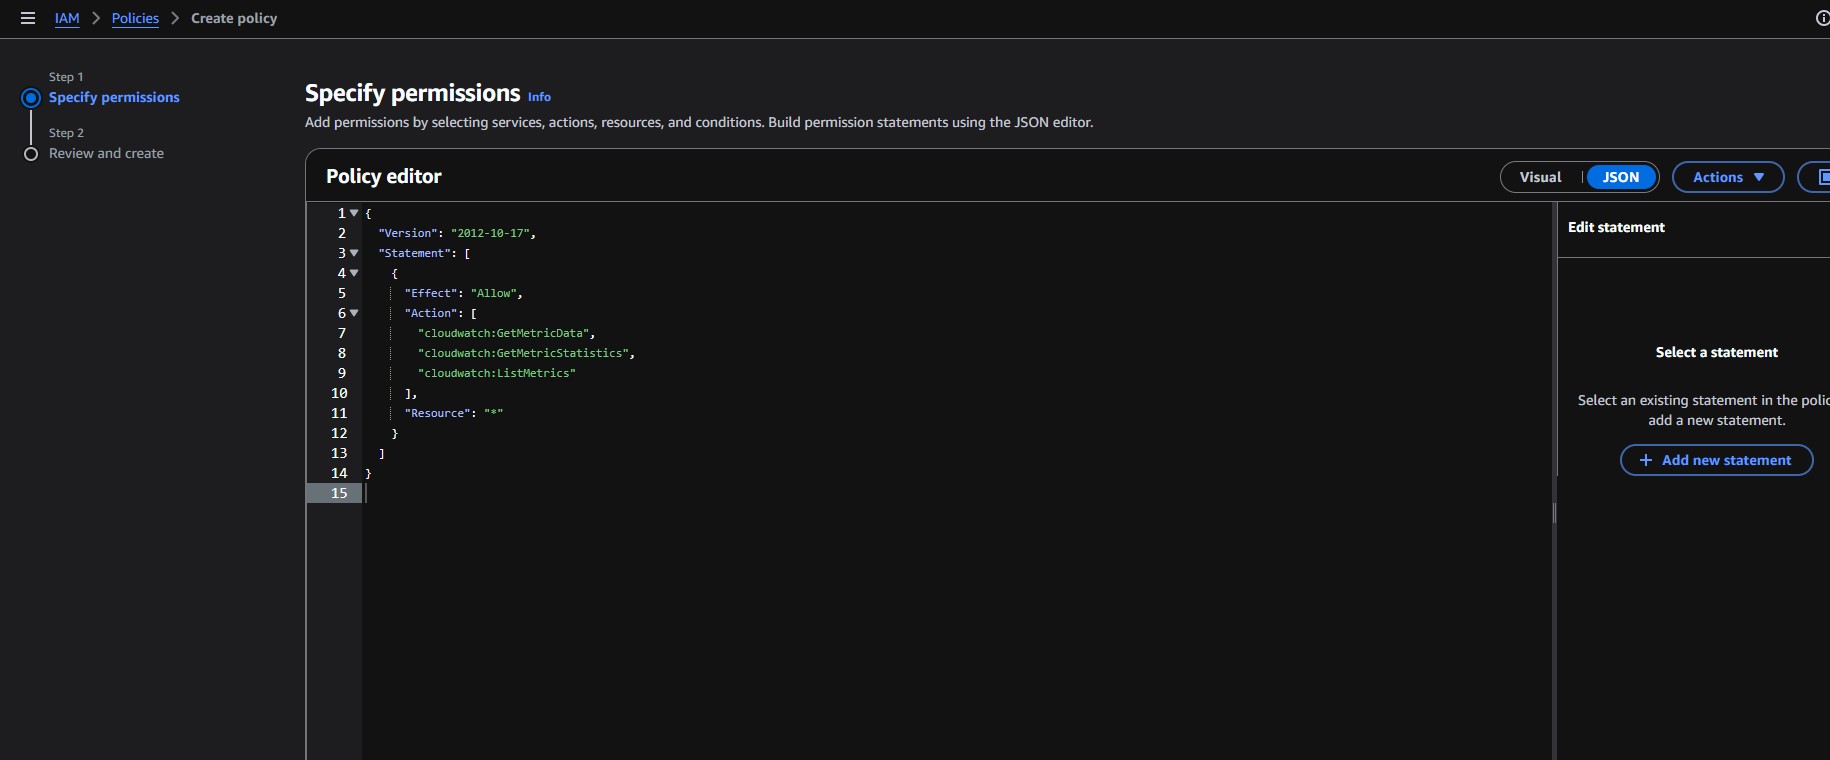 IAM > Policies > Create policy
Step 1
Specify permissions
Step 2
Review and create
Specify permissions Info
Add permissions by selecting services, actions, resources, and conditions. Build permission statements using the JSON editor.
Policy editor
Visual | JSON
Actions
1 {
2 "Version": "2012-10-17",
3 "Statement": [
4 {
5 "Effect": "Allow",
6 "Action": [
7 "cloudwatch:GetMetricData",
8 "cloudwatch:GetMetricStatistics",
9 "cloudwatch:ListMetrics"
10 ],
11 "Resource": "*"
12 }
13 ]
14 }
15
Edit statement
Select a statement
Select an existing statement in the polic
add a new statement.
+ Add new statement